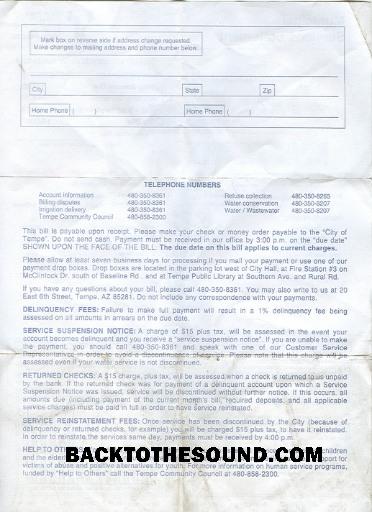 Mark box on reverse side if address change requested.
Make changes to mailing address and phone number below.
City
State
Zip
Home Phone ( )
Home Phone ( )
TELEPHONE NUMBERS
Account information 480-350-8361
Billing disputes 480-350-8361
Irrigation delivery 480-350-8361
Tempe Community Council 480-858-2300
Refuse collection 480-350-8265
Water conservation 480-350-8207
Water / Wastewater 480-350-8207
This bill is payable upon receipt. Please make your check or money order payable to the "City of
Tempe". Do not send cash. Payment must be received in our office by 3:00 p.m. on the "due date"
SHOWN UPON THE FACE OF THE BILL. The due date on this bill applies to current charges.
Please allow at least seven business days for processing if you mail your payment or use one of our
payment drop boxes. Drop boxes are located in the parking lot west of City Hall, at Fire Station #3 on
McClintock Dr. south of Baseline Rd. and at Tempe Public Library at Southern Ave. and Rural Rd.
If you have any questions about your bill, please call 480-350-8361. You may also write to us at 20
East 6th Street, Tempe, AZ 85281. Do not include any correspondence with your payments.
DELINQUENCY FEES: Failure to make full payment will result in a 1% delinquency fee being
assessed on all amounts in arrears on the due date.
SERVICE SUSPENSION NOTICE: A charge of $15 plus tax, will be assessed in the event your
account becomes delinquent and you receive a "service suspension notice". If you are unable to make
the payment, you should call 480-350-8361 and speak with one of our Customer Service
Representatives in order to avoid a discontinuance of service. Please note that this charge will be
assessed even if your water service is not discontinued.
RETURNED CHECKS: A $15 charge, plus tax, will be assessed when a check is returned to us unpaid
by the bank. If the returned check was for payment of a delinquent account upon which a Service
Suspension Notice was issued, service will be discontinued without further notice. If this occurs, all
amounts due (including payment of the current month's bill, required deposits, and all applicable
service charges) must be paid in full in order to have service reinstated.
SERVICE REINSTATEMENT FEES: Once service has been discontinued by the City (because of
delinquency or returned checks, for example) you will be charged $15 plus tax, to have it reinstated.
In order to reinstate the services same day, payments must be received by 4:00 p.m.
HELP TO children
and the elder port for
victims of abuse and positive alternatives for youth. For more information on human service programs,
funded by "Help to Others" call the Tempe Community Council at 480-858-2300.
BACKTOTHESOUND.COM